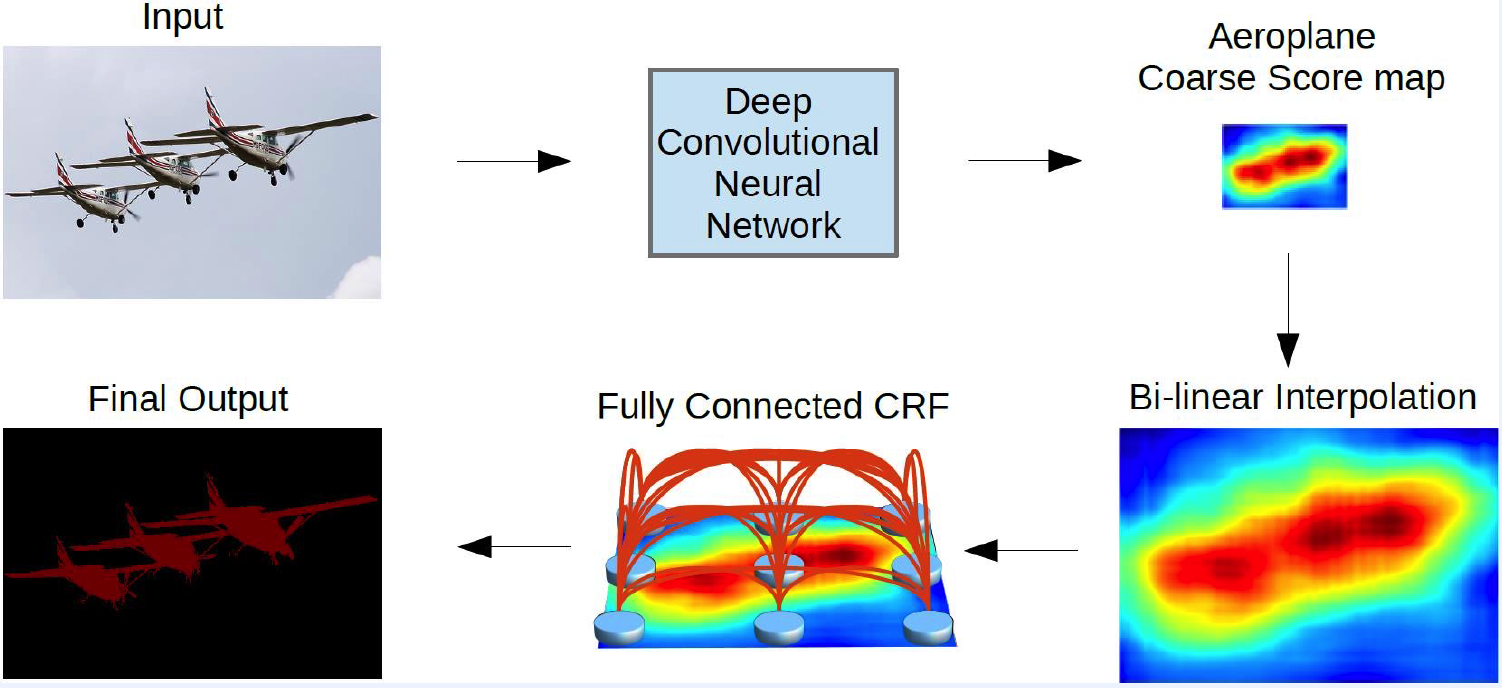 Input
Aeroplane
Coarse Score map
Deep
Convolutional
Neural
Network
Final Output
Fully Connected CRF
Bi-linear Interpolation